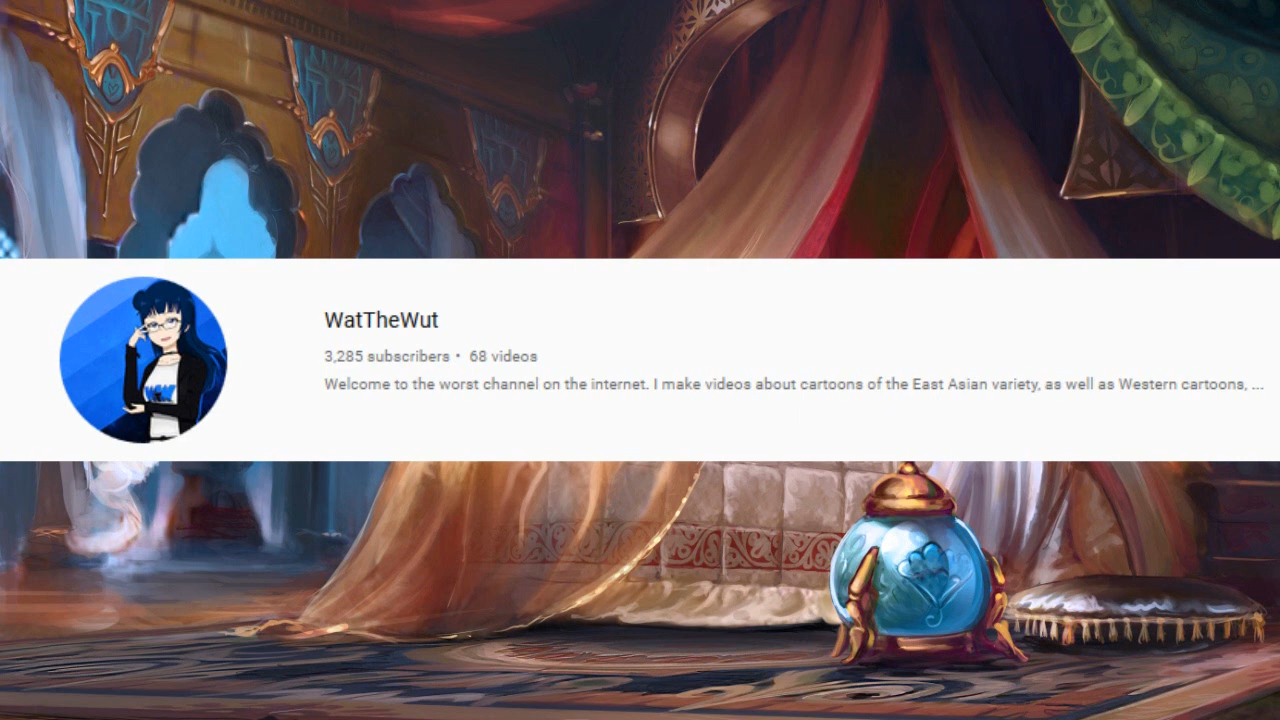 WatTheWut
3,285 subscribers • 68 videos
Welcome to the worst channel on the internet. I make videos about cartoons of the East Asian variety, as well as Western cartoons, ...